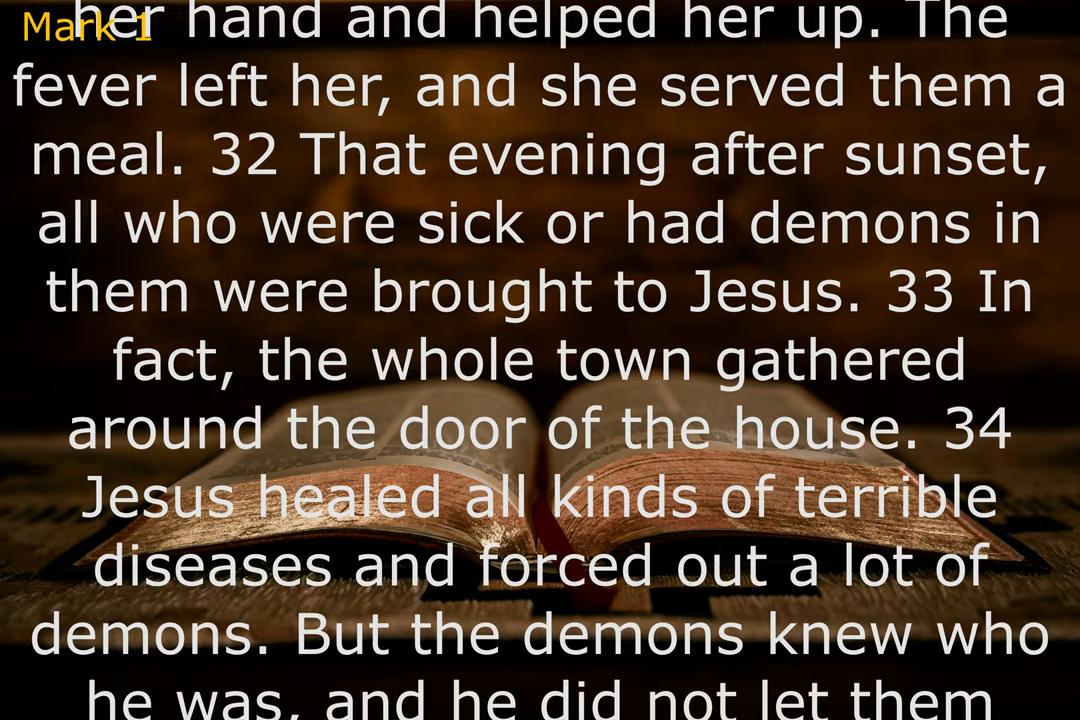 Mark 1
her hand and helped her up. The
fever left her, and she served them a
meal. 32 That evening after sunset,
all who were sick or had demons in
them were brought to Jesus. 33 In
fact, the whole town gathered
around the door of the house. 34
Jesus healed all kinds of terrible
diseases and forced out a lot of
demons. But the demons knew who
he was, and he did not let them